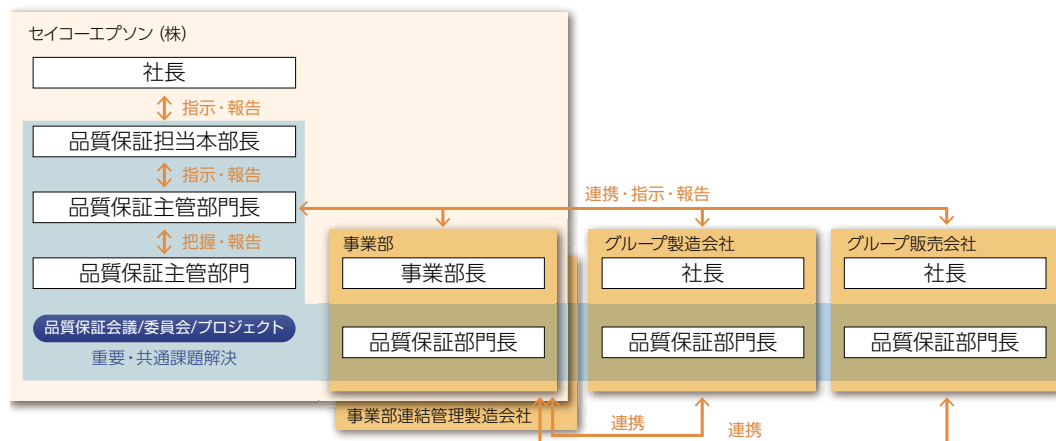 セイコーエプソン (株)
社長
指示・報告
品質保証担当本部長
指示・報告
品質保証主管部門長
把握・報告
品質保証主管部門
品質保証会議/委員会/プロジェクト
重要・共通課題解決
連携・指示・報告
事業部
事業部長
品質保証部門長
事業部連結管理製造会社
グループ製造会社
社長
品質保証部門長
グループ販売会社
社長
品質保証部門長
連携
連携